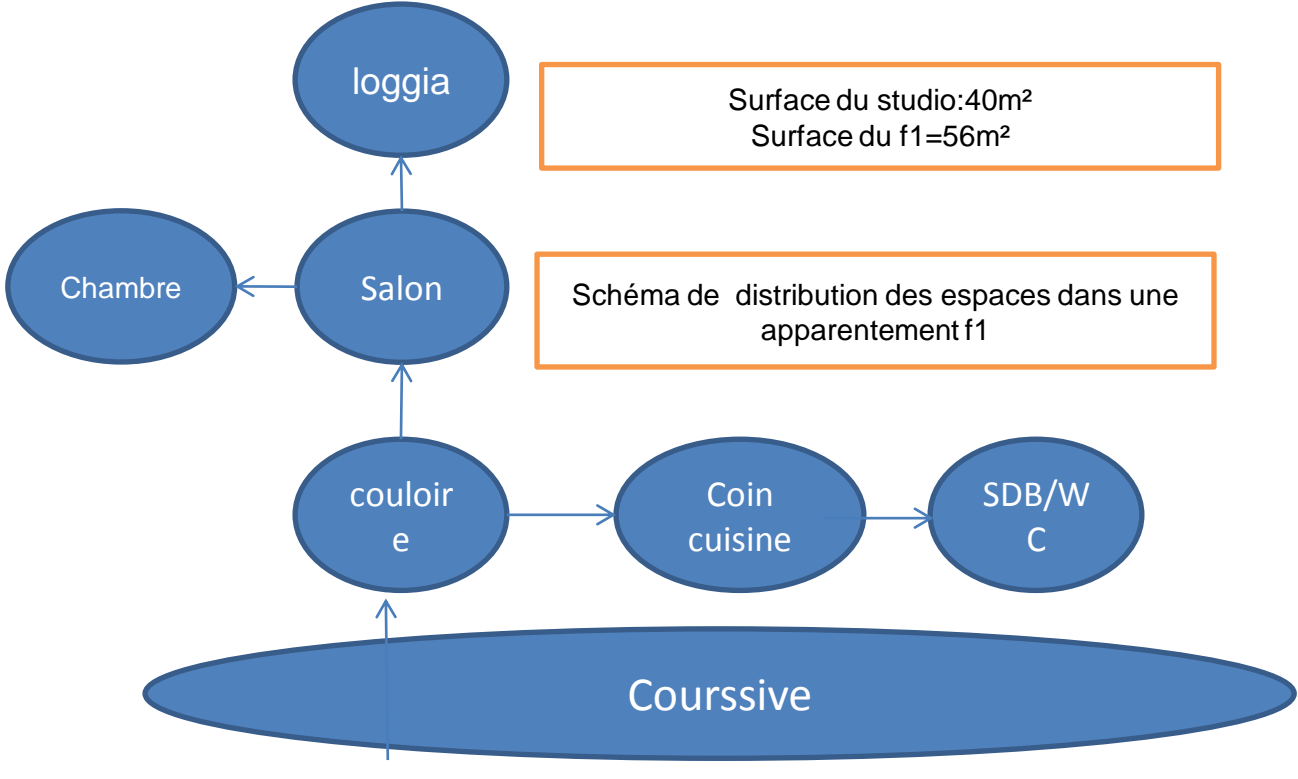 loggia
Surface du studio:40m²
Surface du f1=56m²
Chambre
Salon
Schéma de distribution des espaces dans une
apparentement f1
couloir
e
Coin
cuisine
SDB/W
C
Courssive